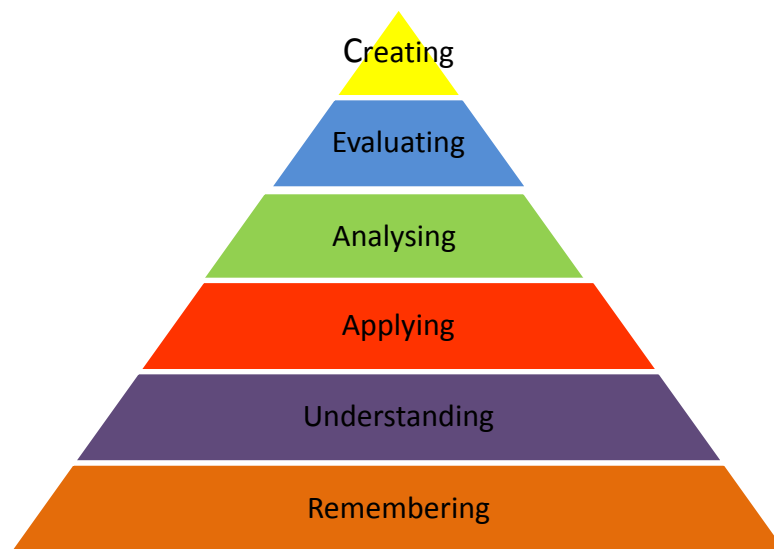 Creating
Evaluating
Analysing
Applying
Understanding
Remembering